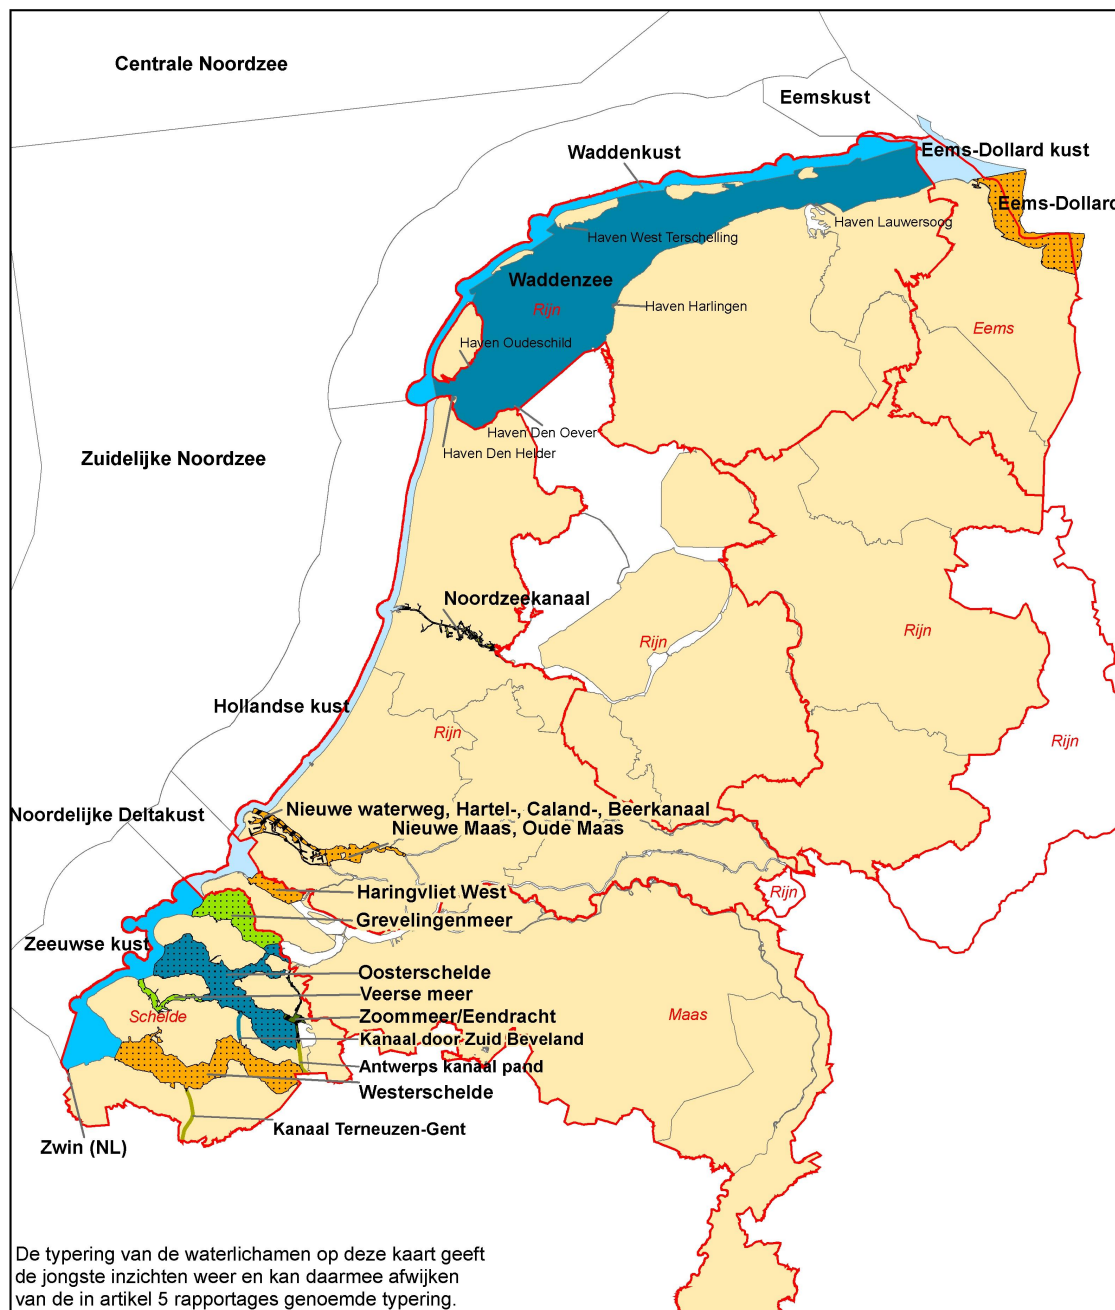 Centrale Noordzee
Eemskust
Waddenkust
Eems-Dollard kust
Eems-Dollard
Haven Lauwersoog
Haven West Terschelling
Waddenzee
Rijn
Haven Harlingen
Eems
Haven Oudeschild
Haven Den Oever
Haven Den Helder
Zuidelijke Noordzee
Noordzeekanaal
Rijn
Rijn
Hollandse kust
Rijn
Rijn
Noordelijke Deltakust
Nieuwe waterweg, Hartel-, Caland-, Beerkanaal
Nieuwe Maas, Oude Maas
Haringvliet West
Rijn
Grevelingenmeer
Zeeuwse kust
Oosterschelde
Veerse meer
Schelde
Zoommeer/Eendracht
Maas
Kanaal door Zuid Beveland
Antwerps kanaal pand
Westerschelde
Kanaal Terneuzen-Gent
Zwin (NL)
De typering van de waterlichamen op deze kaart geeft
de jongste inzichten weer en kan daarmee afwijken
van de in artikel 5 rapportages genoemde typering.